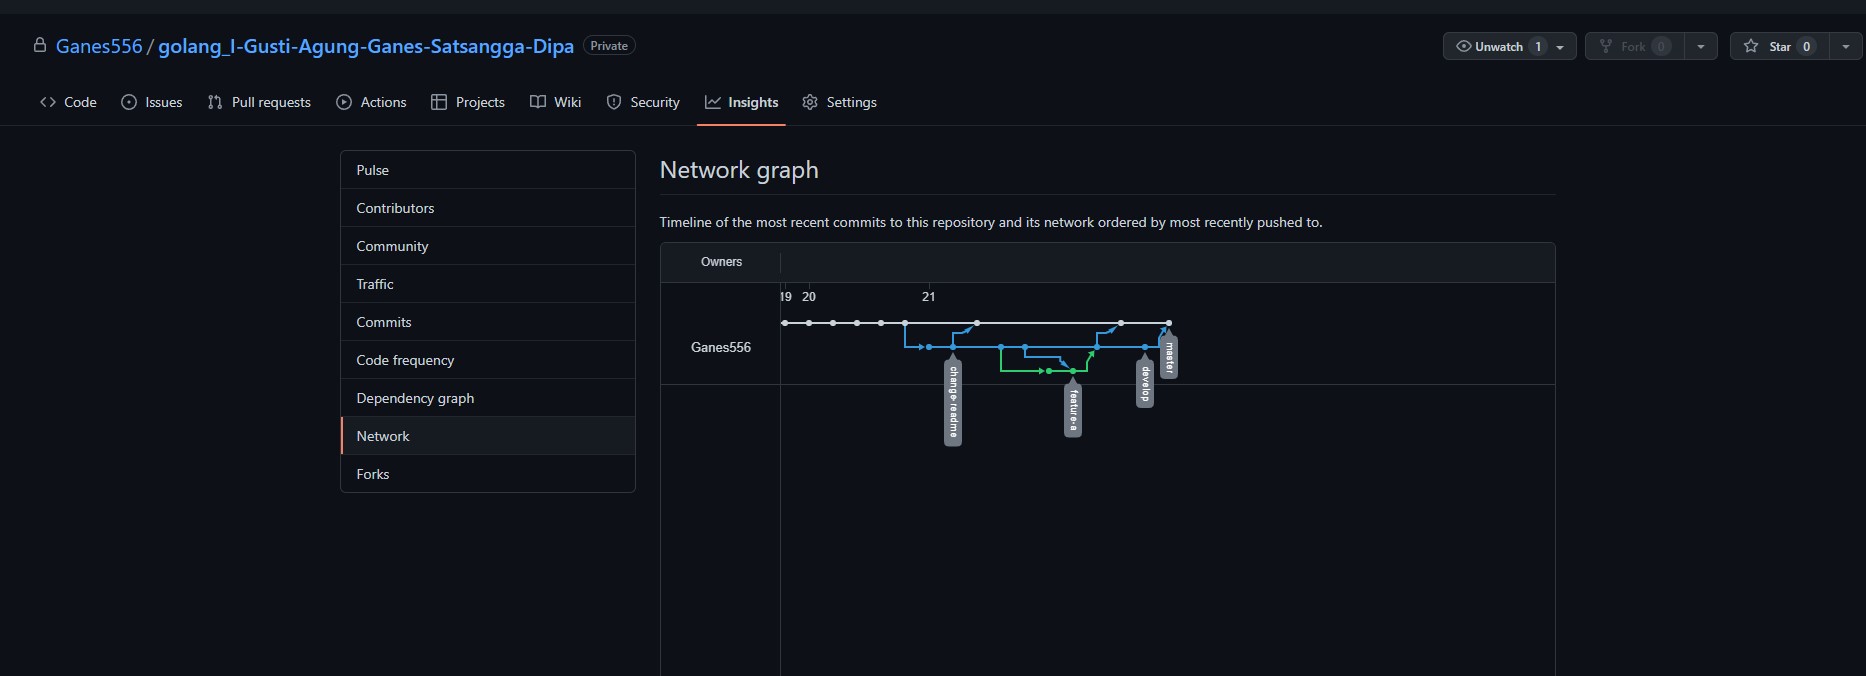 Ganes556 / golang_I-Gusti-Agung-Ganes-Satsangga-Dipa Private
Unwatch 1 Fork 0 Star 0
Code Issues Pull requests Actions Projects Wiki Security Insights Settings
Pulse
Contributors
Community
Traffic
Commits
Code frequency
Dependency graph
Network
Forks
Network graph
Timeline of the most recent commits to this repository and its network ordered by most recently pushed to.
Owners
19 20 21
Ganes556
change-readme
feature-a
develop
master